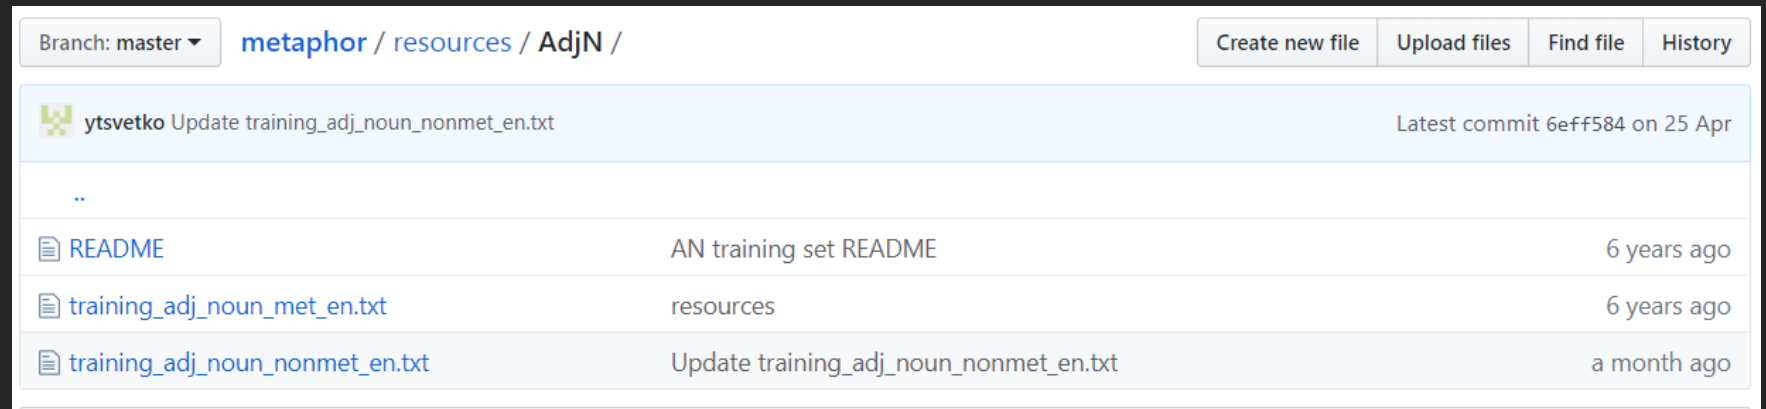 Branch: master metaphor / resources / AdjN / Create new file Upload files Find file History
ytsvetko Update training_adj_noun_nonmet_en.txt Latest commit 6eff584 on 25 Apr
..
README AN training set README 6 years ago
training_adj_noun_met_en.txt resources 6 years ago
training_adj_noun_nonmet_en.txt Update training_adj_noun_nonmet_en.txt a month ago